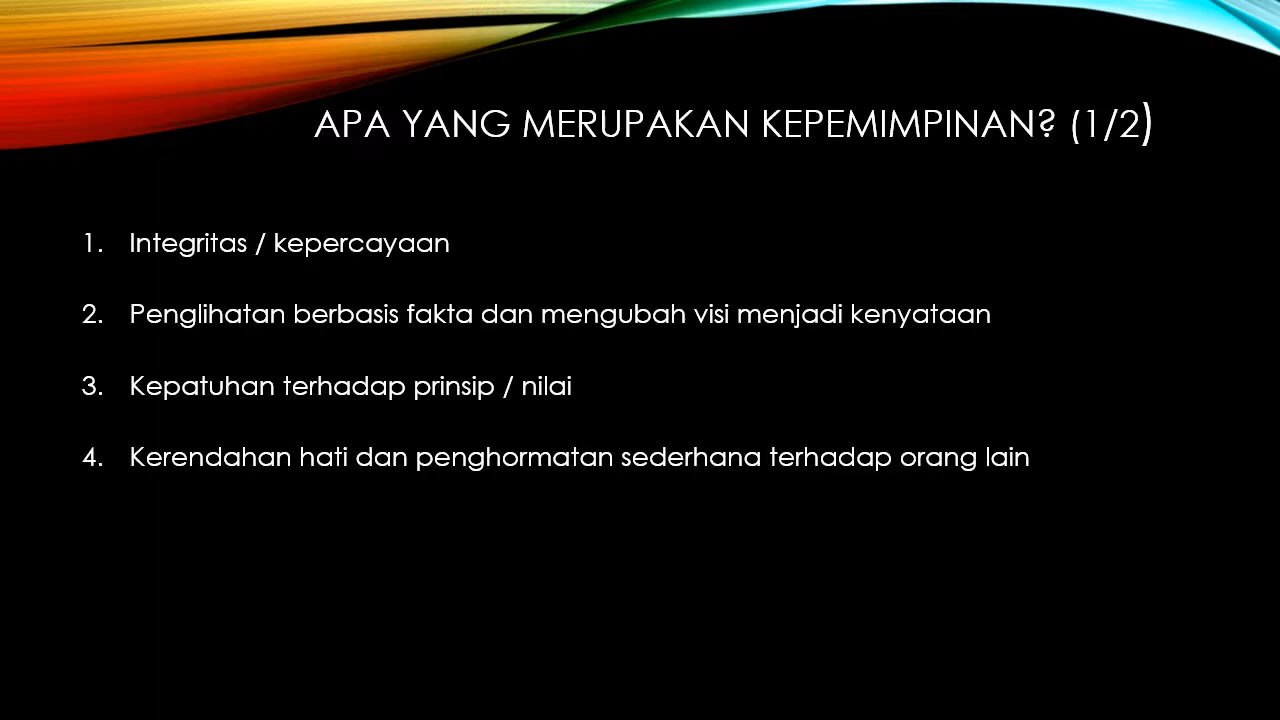 APA YANG MERUPAKAN KEPEMIMPINAN? (1/2)
1. Integritas / kepercayaan
2. Penglihatan berbasis fakta dan mengubah visi menjadi kenyataan
3. Kepatuhan terhadap prinsip / nilai
4. Kerendahan hati dan penghormatan sederhana terhadap orang lain